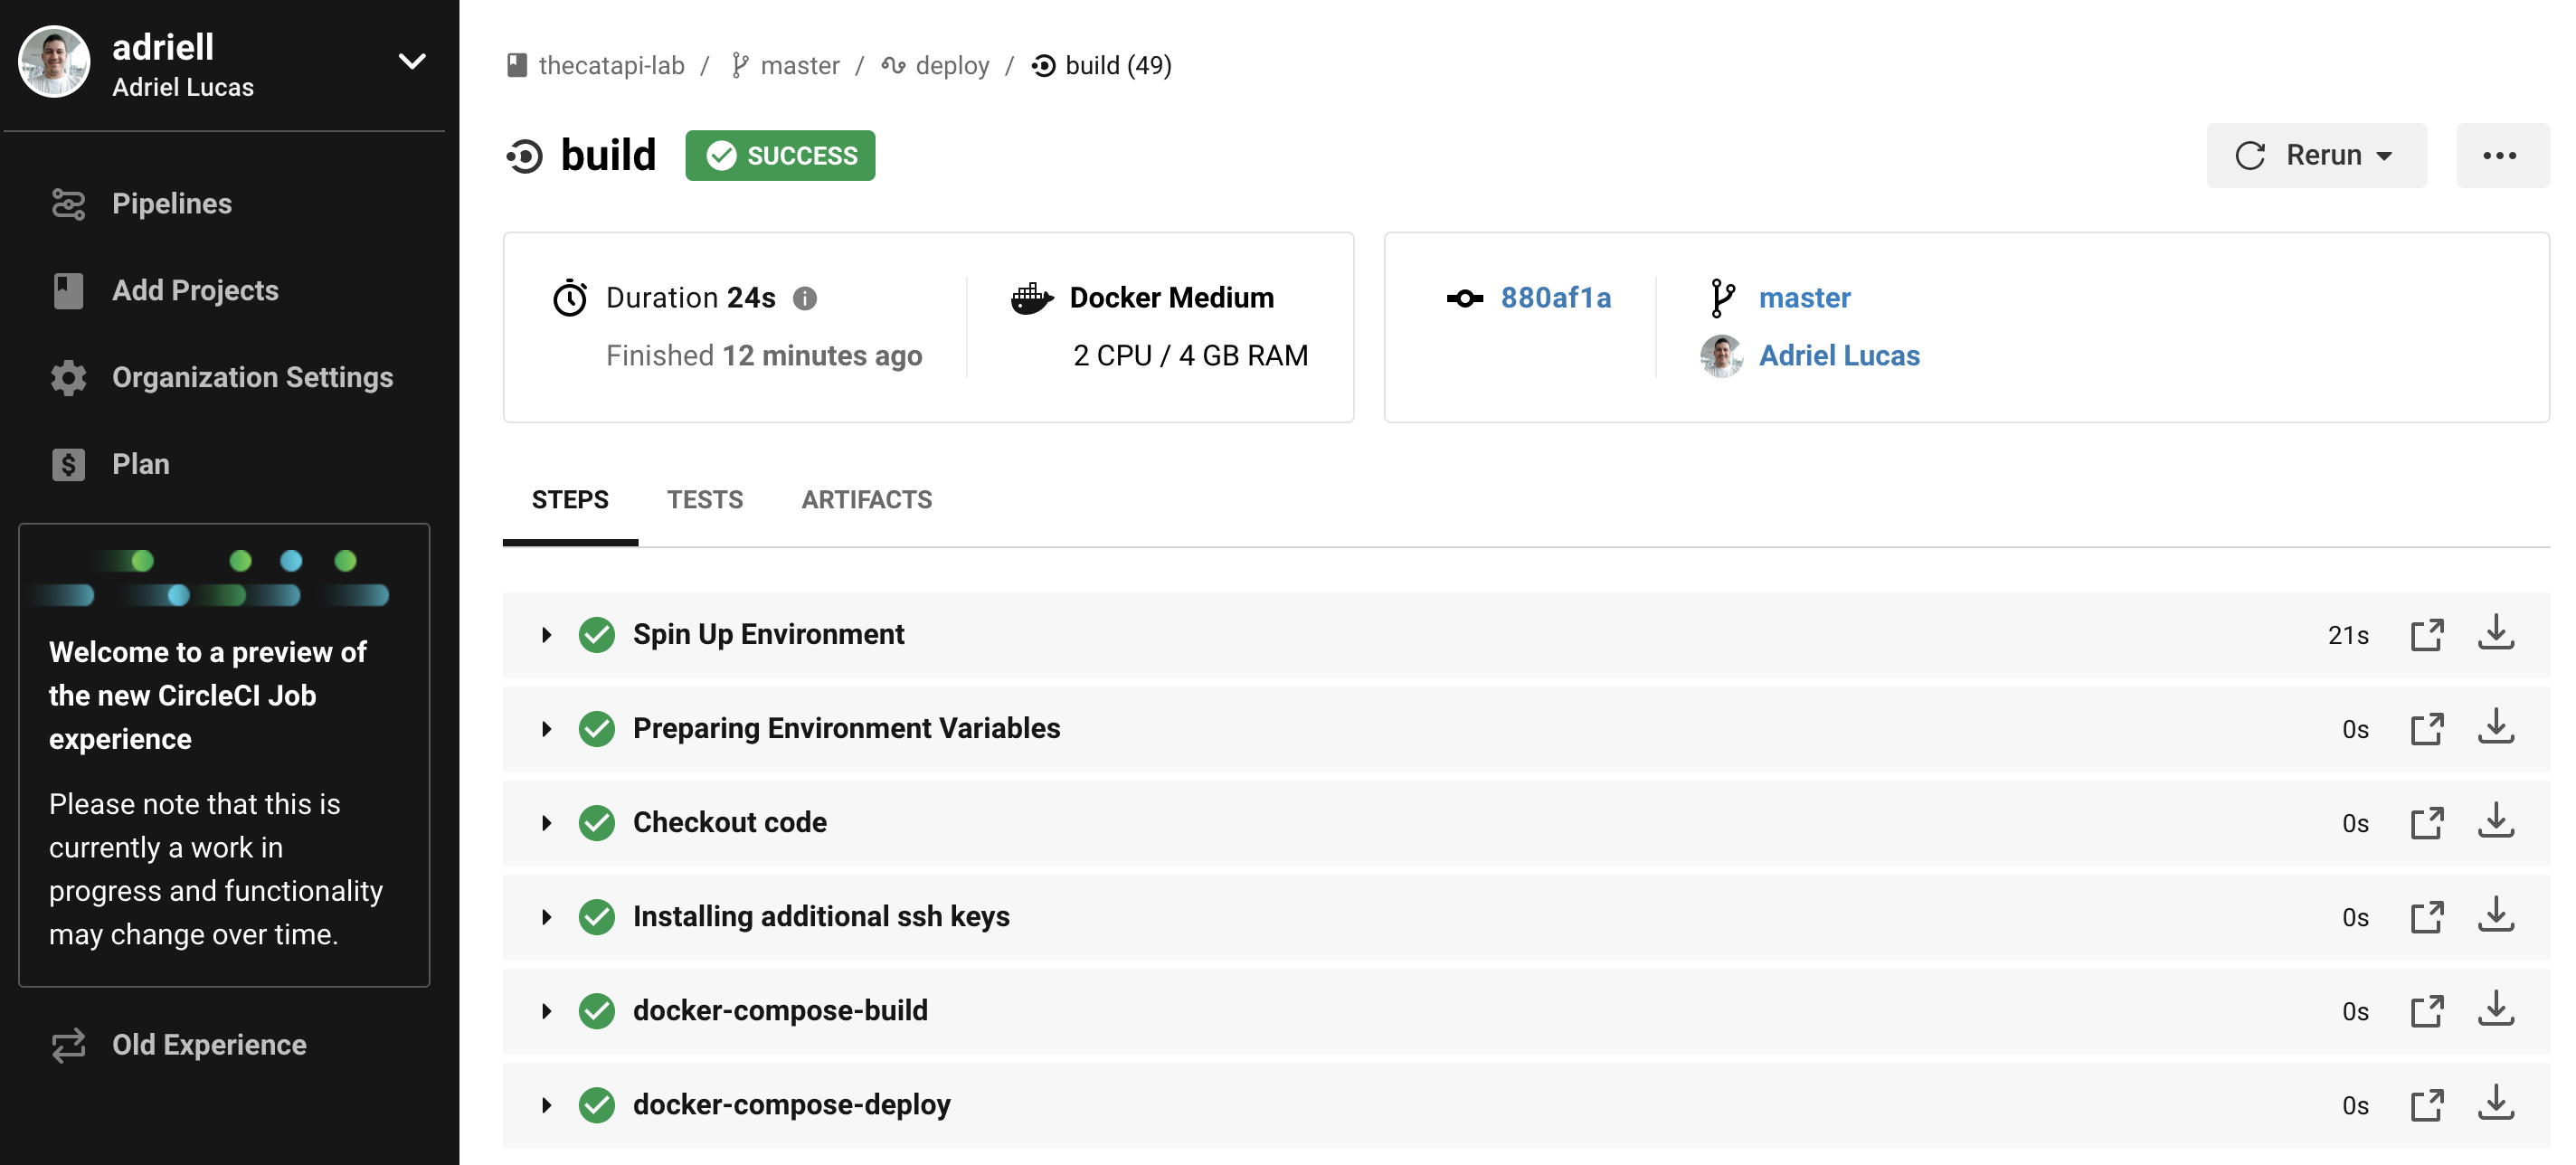 adriell
Adriel Lucas
Pipelines
Add Projects
Organization Settings
Plan
Welcome to a preview of
the new CircleCI Job
experience
Please note that this is
currently a work in
progress and functionality
may change over time.
Old Experience
thecatapi-lab / master / deploy / build (49)
build SUCCESS
Rerun
Duration 24s
Finished 12 minutes ago
Docker Medium
2 CPU / 4 GB RAM
880af1a
master
Adriel Lucas
STEPS TESTS ARTIFACTS
Spin Up Environment 21s
Preparing Environment Variables 0s
Checkout code 0s
Installing additional ssh keys 0s
docker-compose-build 0s
docker-compose-deploy 0s